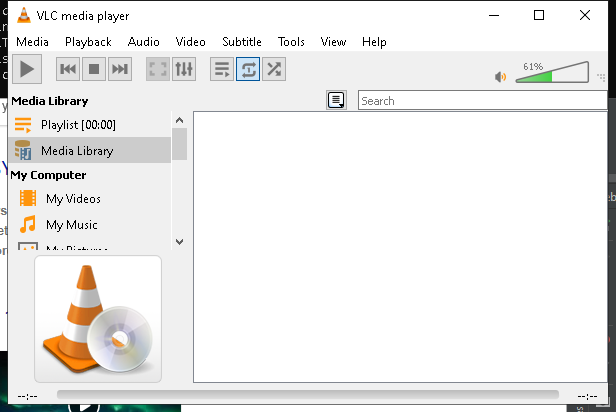 VLC media player
Media Playback Audio Video Subtitle Tools View Help
61%
Media Library
Search
Playlist [00:00]
Media Library
My Computer
My Videos
My Music
My Pictures
--:--
--:--